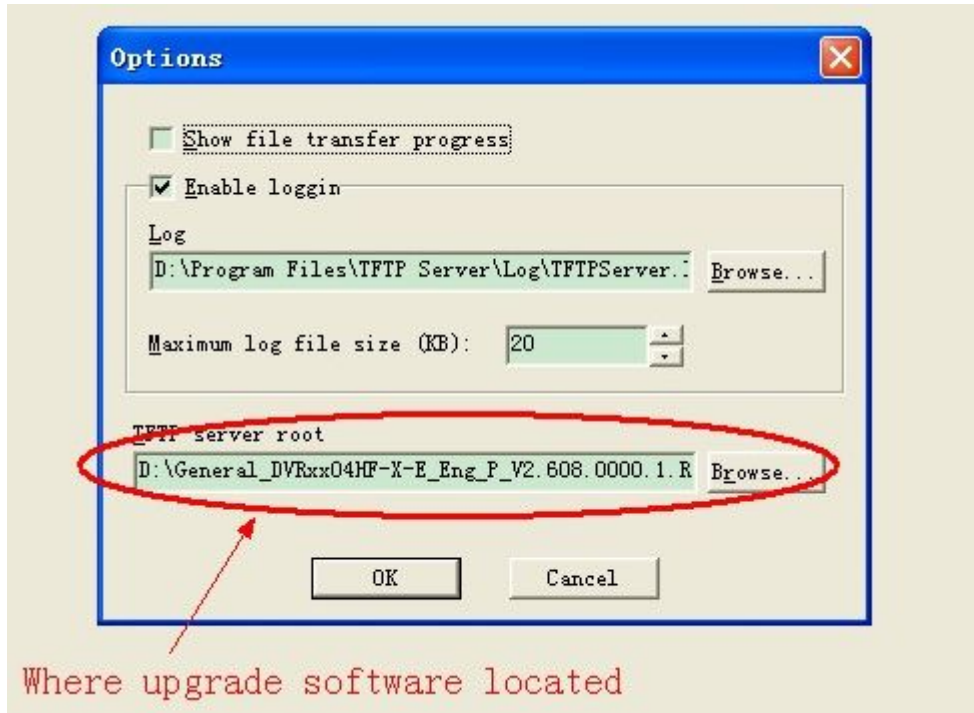 Options
Show file transfer progress
Enable loggin
Log
D:\Program Files\TFTP Server\Log\TFTPServer.
Browse...
Maximum log file size (KB):
20
TFTP server root
D:\General_DVRxx04HF-X-E_Eng_P_V2.608.0000.1.R
Browse...
OK
Cancel
Where upgrade software located